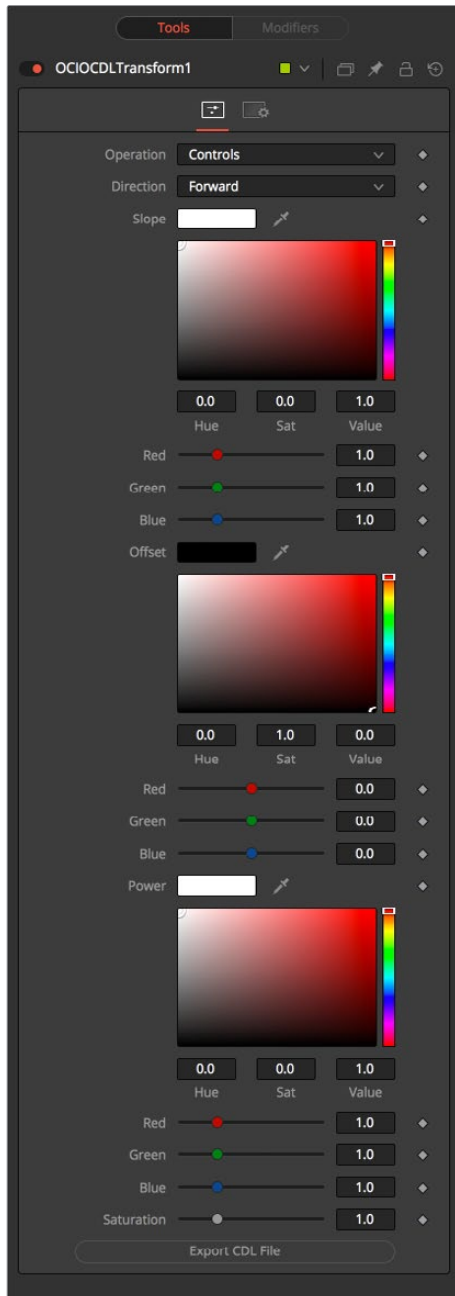 Tools Modifiers
OCIOCDLTransform1
Operation Controls
Direction Forward
Slope
0.0 0.0 1.0
Hue Sat Value
Red 1.0
Green 1.0
Blue 1.0
Offset
0.0 1.0 0.0
Hue Sat Value
Red 0.0
Green 0.0
Blue 0.0
Power
0.0 0.0 1.0
Hue Sat Value
Red 1.0
Green 1.0
Blue 1.0
Saturation 1.0
Export CDL File